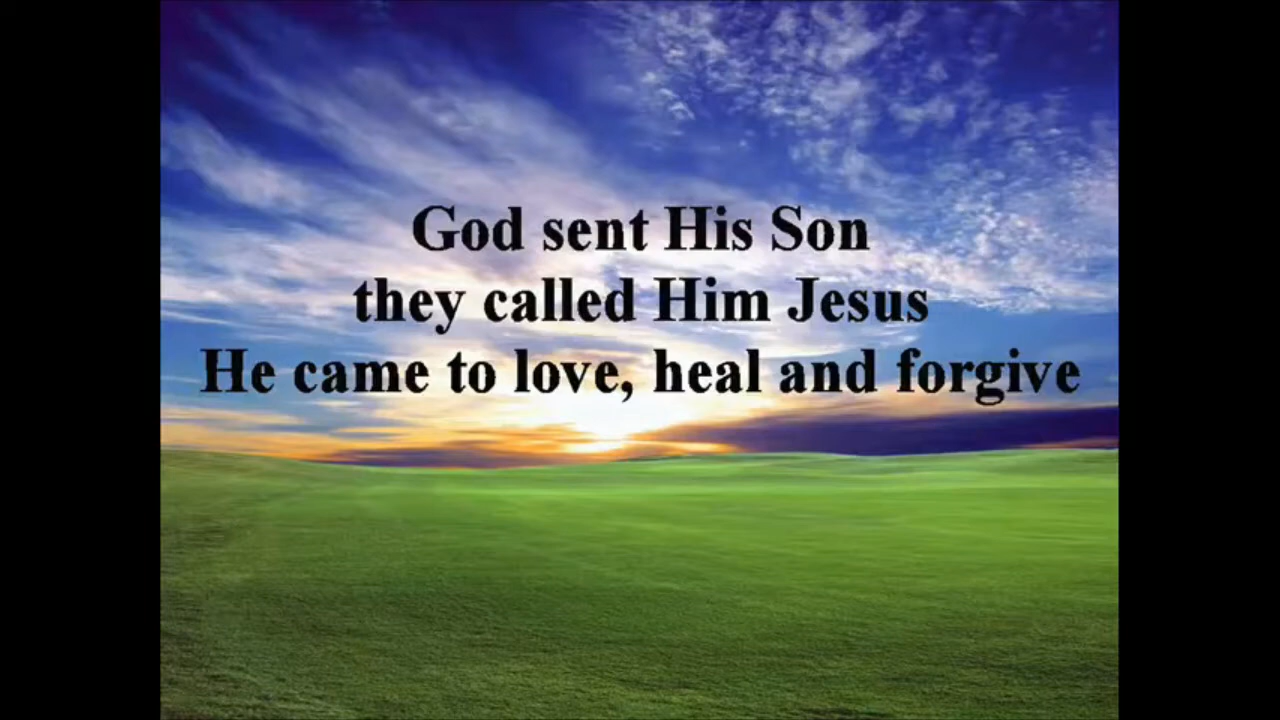 God sent His Son
they called Him Jesus
He came to love, heal and forgive